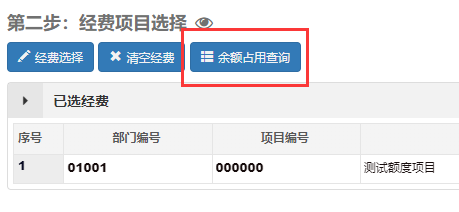 第二步：经费项目选择
经费选择 清空经费 余额占用查询
已选经费
序号 部门编号 项目编号
1 01001 000000 测试额度项目